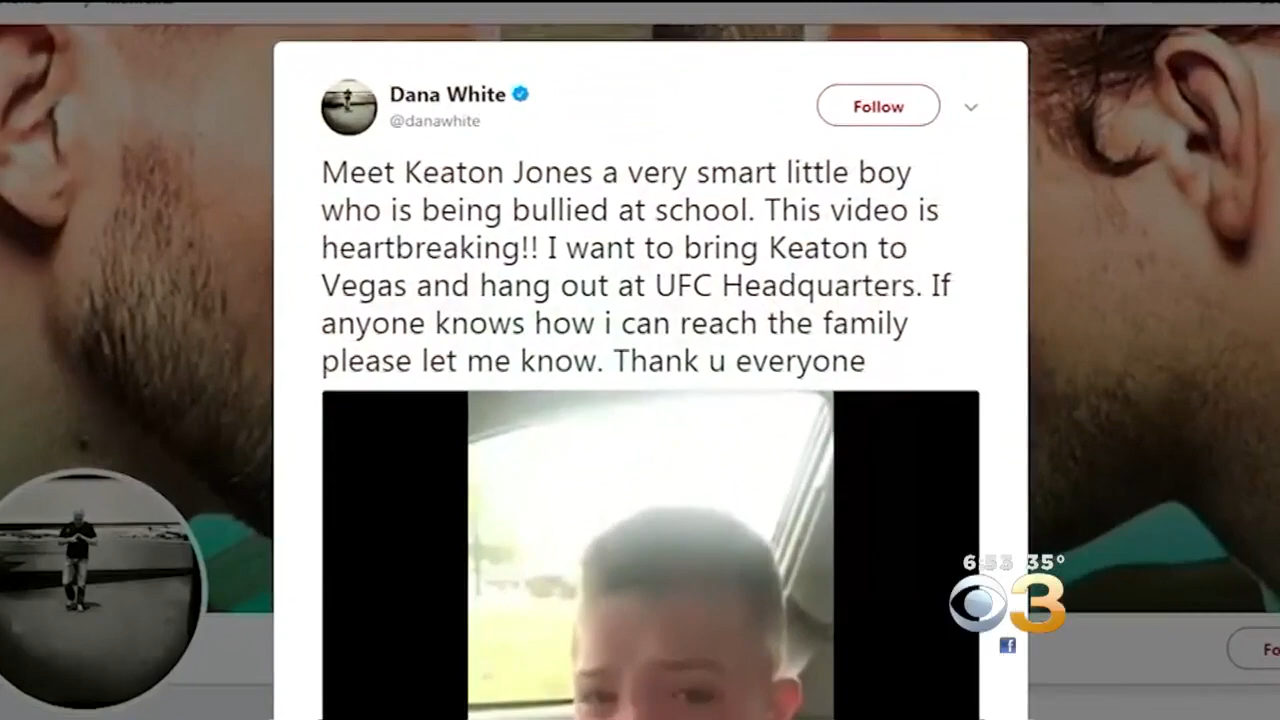 Dana White
@danawhite
Follow
Meet Keaton Jones a very smart little boy
who is being bullied at school. This video is
heartbreaking!! I want to bring Keaton to
Vegas and hang out at UFC Headquarters. If
anyone knows how i can reach the family
please let me know. Thank u everyone
6:53 35°
3
f
Fo